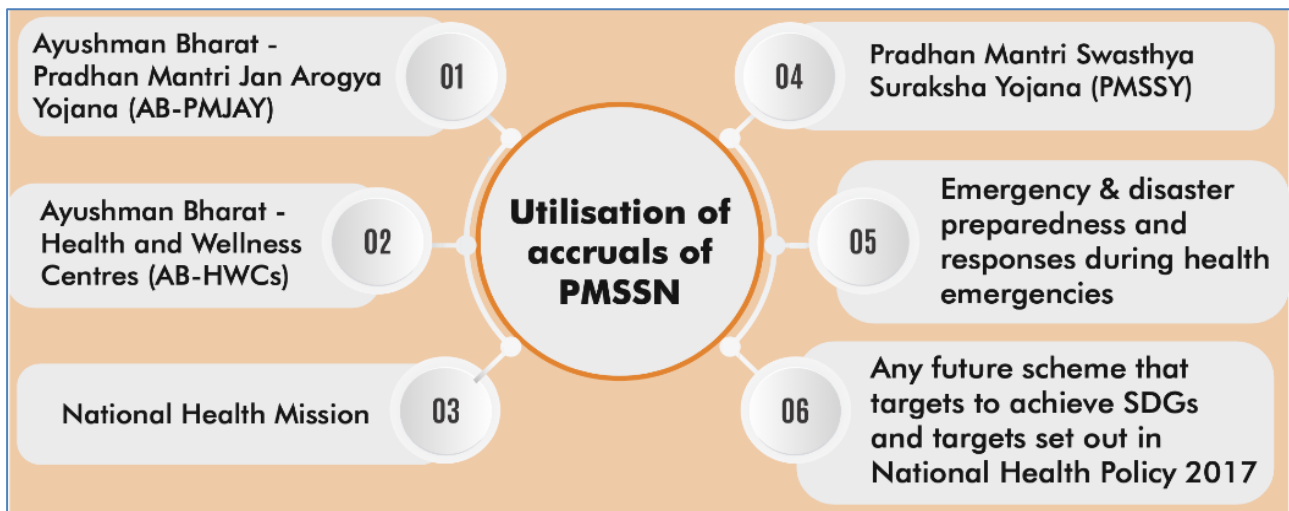 Ayushman Bharat -
Pradhan Mantri Jan Arogya
Yojana (AB-PMJAY)
01
Ayushman Bharat -
Health and Wellness
Centres (AB-HWCs)
02
National Health Mission
03
Utilisation of
accruals of
PMSSN
04
Pradhan Mantri Swasthya
Suraksha Yojana (PMSSY)
05
Emergency & disaster
preparedness and
responses during health
emergencies
06
Any future scheme that
targets to achieve SDGs
and targets set out in
National Health Policy 2017